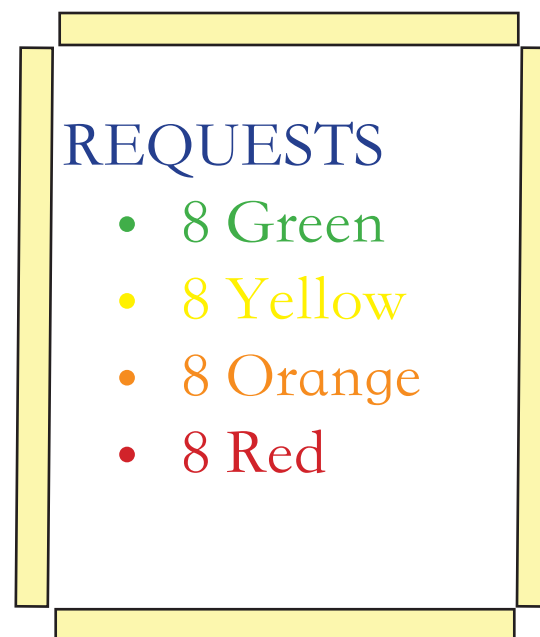 REQUESTS
• 8 Green
• 8 Yellow
• 8 Orange
• 8 Red